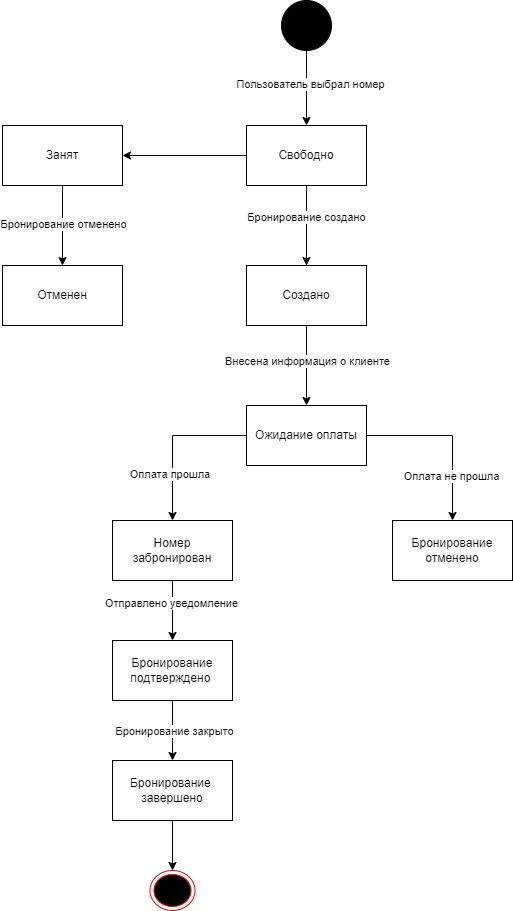 Пользователь выбрал номер
Занят
Свободно
Бронирование отменено
Бронирование создано
Отменен
Создано
Внесена информация о клиенте
Ожидание оплаты
Оплата прошла
Оплата не прошла
Номер
забронирован
Бронирование
отменено
Отправлено уведомление
Бронирование
подтверждено
Бронирование закрыто
Бронирование
завершено